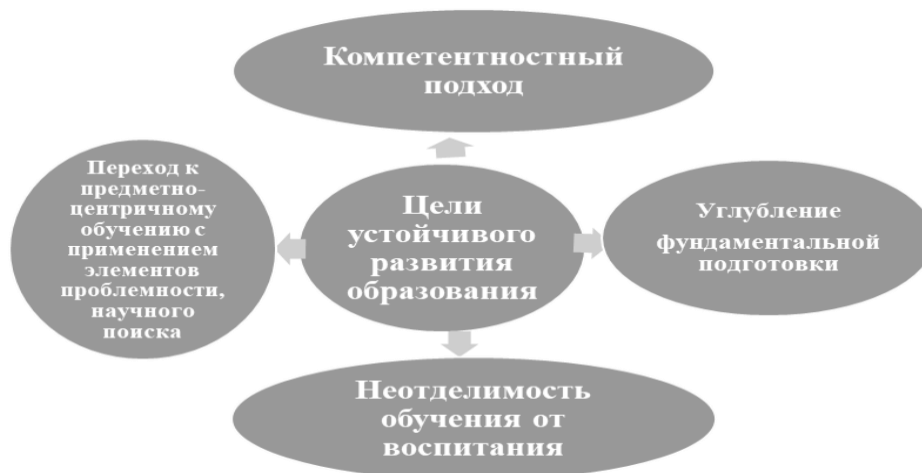 Компетентностный
подход
Переход к
предметно-
центричному
обучению с
применением
элементов
проблемности,
научного
поиска
Цели
устойчивого
развития
образования
Углубление
фундаментальной
подготовки
Неотделимость
обучения от
воспитания